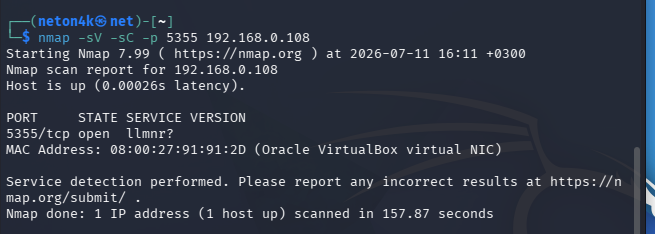 ┌──(neton4k㉿net)-[~]
└─$ nmap -sV -sC -p 5355 192.168.0.108
Starting Nmap 7.99 ( https://nmap.org ) at 2026-07-11 16:11 +0300
Nmap scan report for 192.168.0.108
Host is up (0.00026s latency).
PORT     STATE SERVICE VERSION
5355/tcp open  llmnr?
MAC Address: 08:00:27:91:91:2D (Oracle VirtualBox virtual NIC)
Service detection performed. Please report any incorrect results at https://n
map.org/submit/ .
Nmap done: 1 IP address (1 host up) scanned in 157.87 seconds